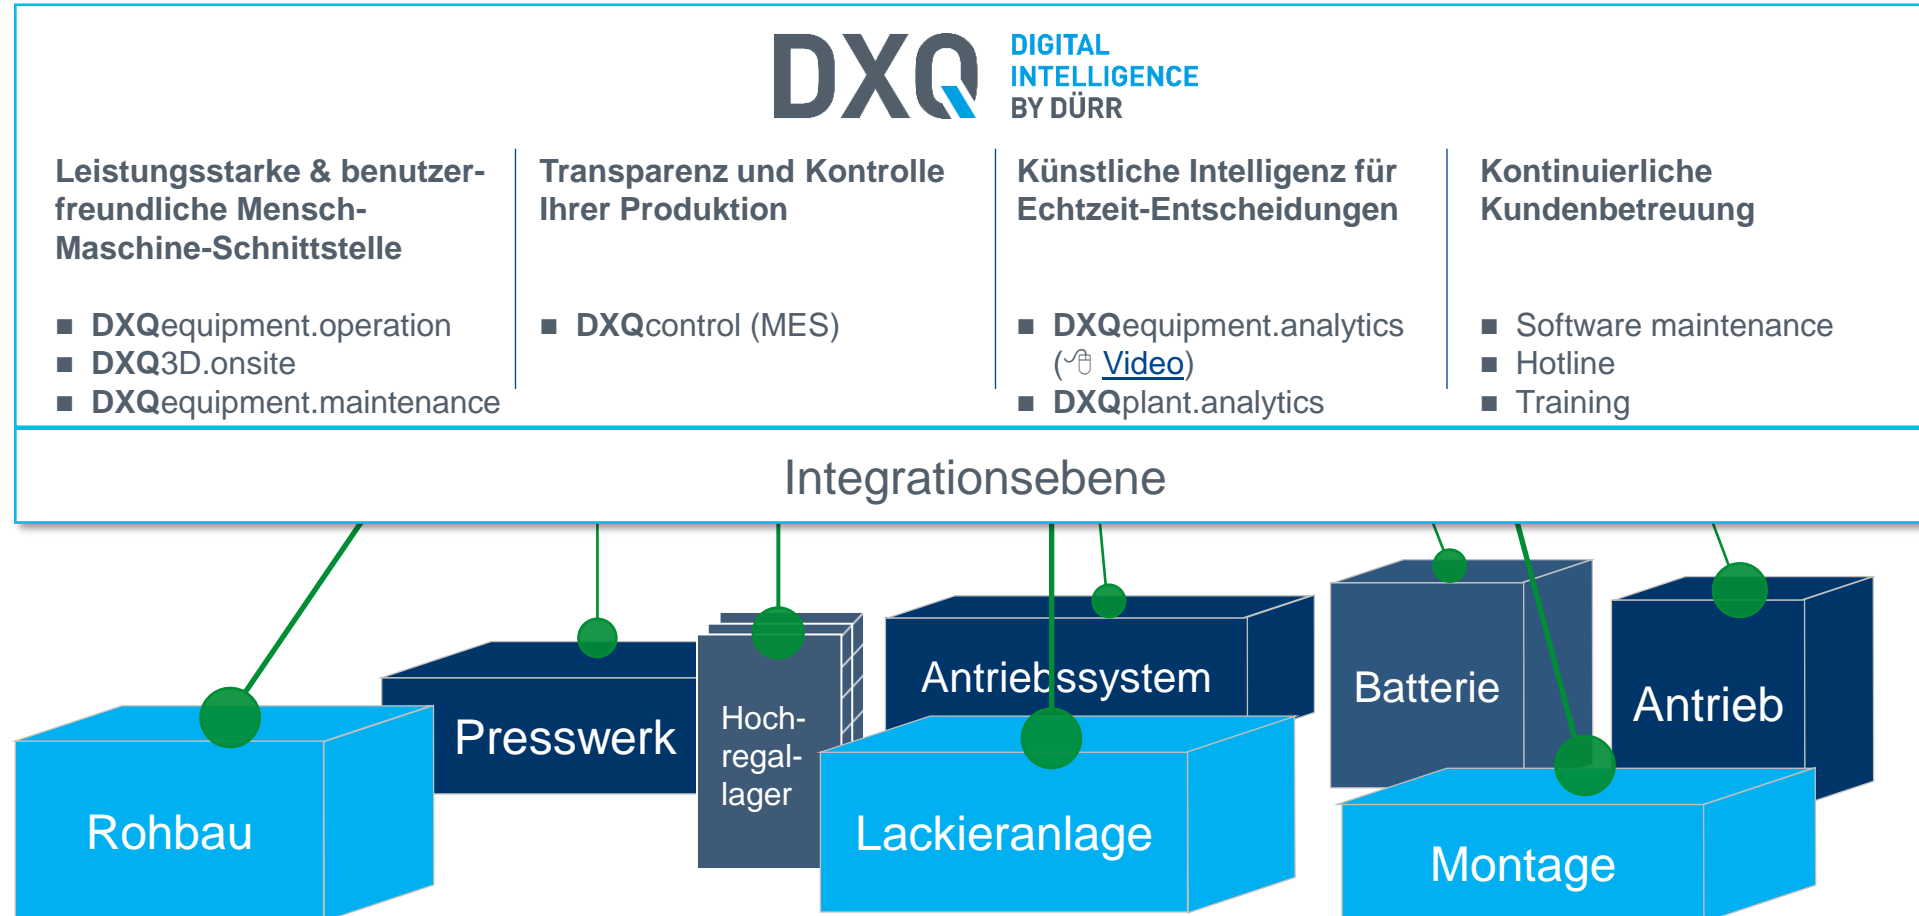 DXQ
DIGITAL
INTELLIGENCE
BY DÜRR
Leistungsstarke & benutzer-
freundliche Mensch-
Maschine-Schnittstelle
■ DXQequipment.operation
■ DXQ3D.onsite
■ DXQequipment.maintenance
Transparenz und Kontrolle
Ihrer Produktion
■ DXQcontrol (MES)
Künstliche Intelligenz für
Echtzeit-Entscheidungen
■ DXQequipment.analytics
(🖰 Video)
■ DXQplant.analytics
Kontinuierliche
Kundenbetreuung
■ Software maintenance
■ Hotline
■ Training
Integrationsebene
Rohbau
Presswerk
Hoch-
regal-
lager
Antriebssystem
Lackieranlage
Batterie
Antrieb
Montage